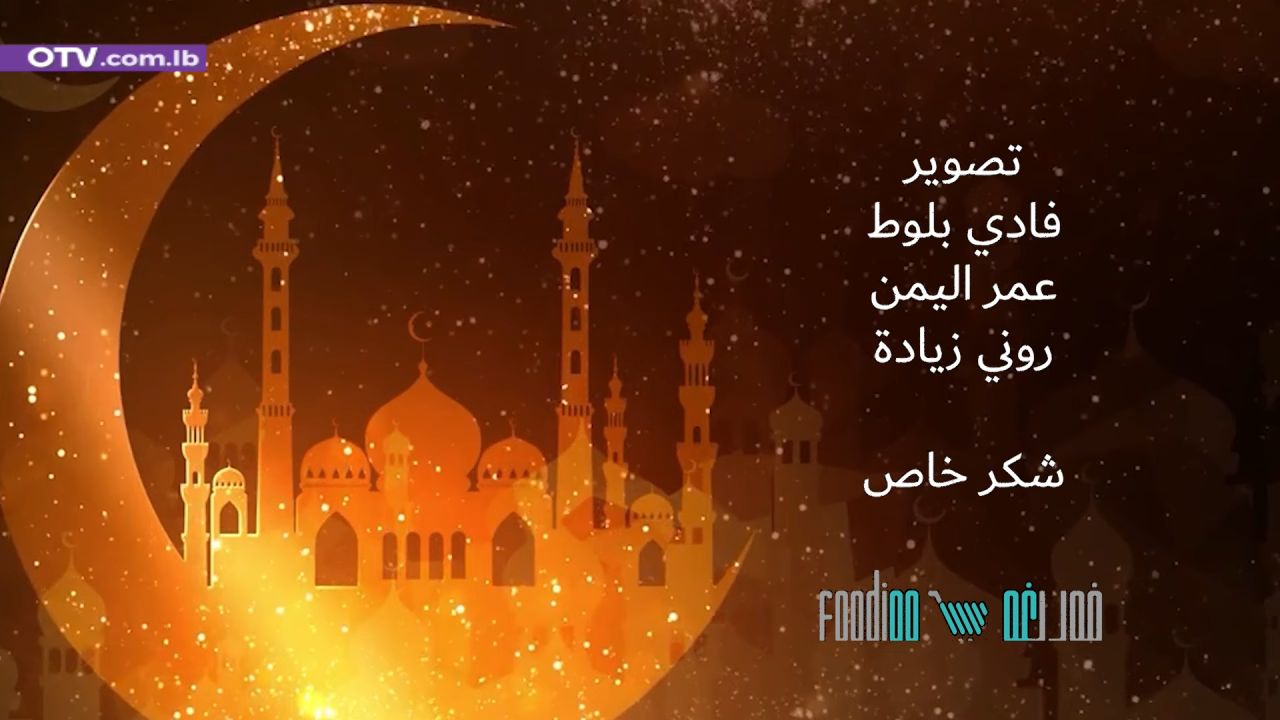 OTV.com.lb
تصوير
فادي بلوط
عمر اليمن
روني زيادة
شكر خاص
Foodinn